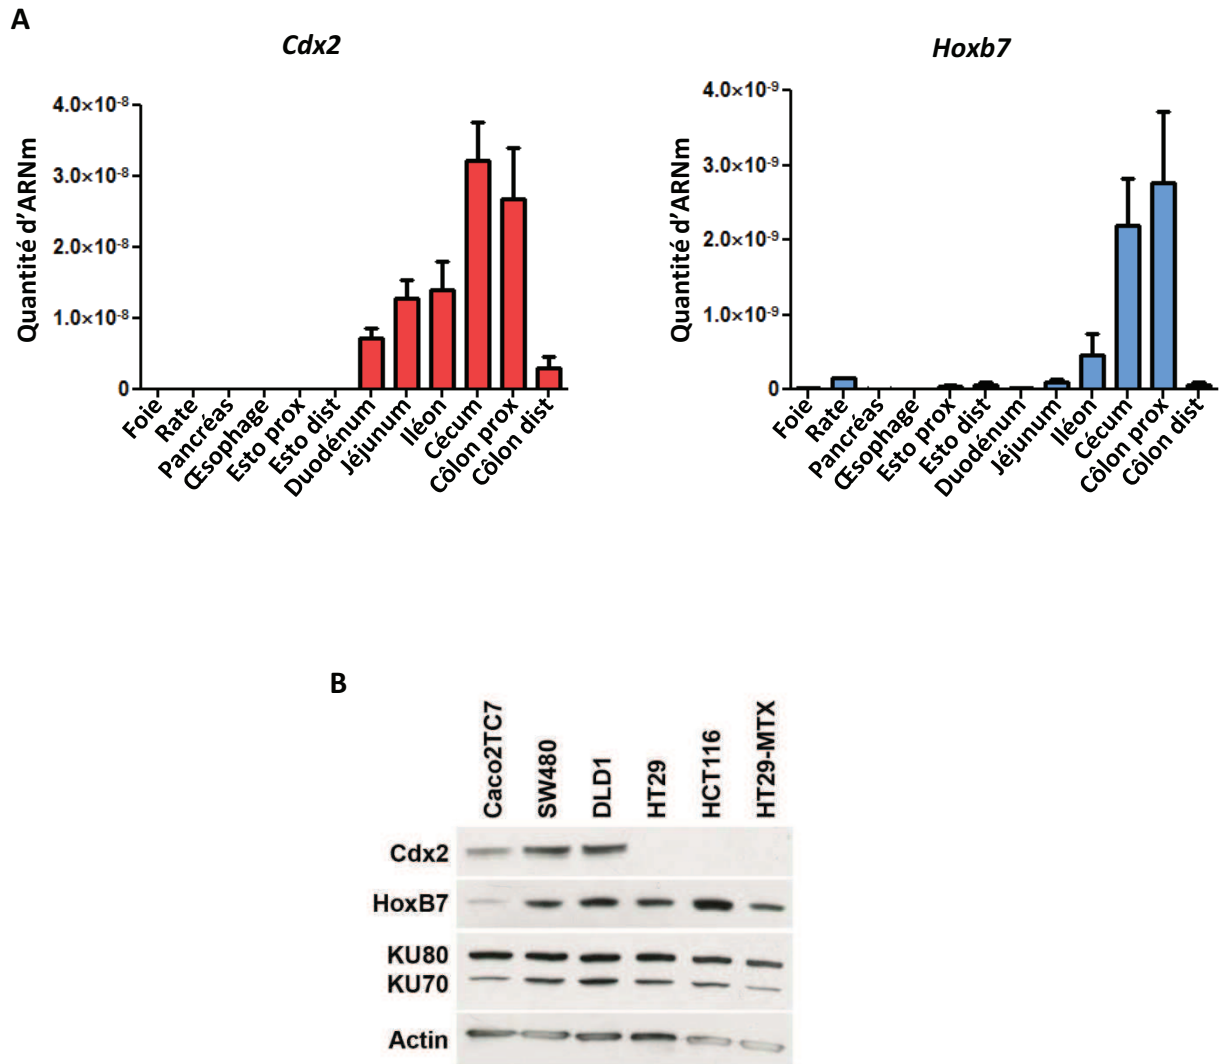 A
Cdx2
Quantité d'ARNm
4.0×10-8
3.0×10-8
2.0×10-8
1.0×10-8
0
Foie
Rate
Pancréas
Œsophage
Esto prox
Esto dist
Duodénum
Jéjunum
Iléon
Cécum
Côlon prox
Côlon dist
Hoxb7
Quantité d'ARNm
4.0×10-9
3.0×10-9
2.0×10-9
1.0×10-9
0
Foie
Rate
Pancréas
Œsophage
Esto prox
Esto dist
Duodénum
Jéjunum
Iléon
Cécum
Côlon prox
Côlon dist
B
Caco2TC7
SW480
DLD1
HT29
HCT116
HT29-MTX
Cdx2
HoxB7
KU80
KU70
Actin